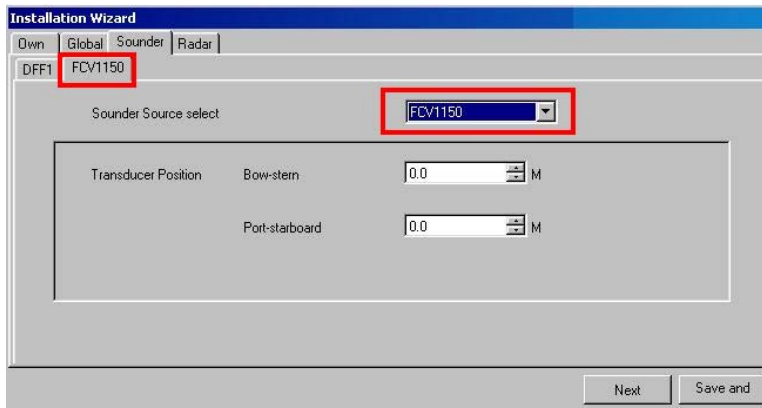 Installation Wizard
Own Global Sounder Radar
DFF1 FCV1150
Sounder Source select FCV1150
Transducer Position Bow-stern 0.0 M
Port-starboard 0.0 M
Next Save and